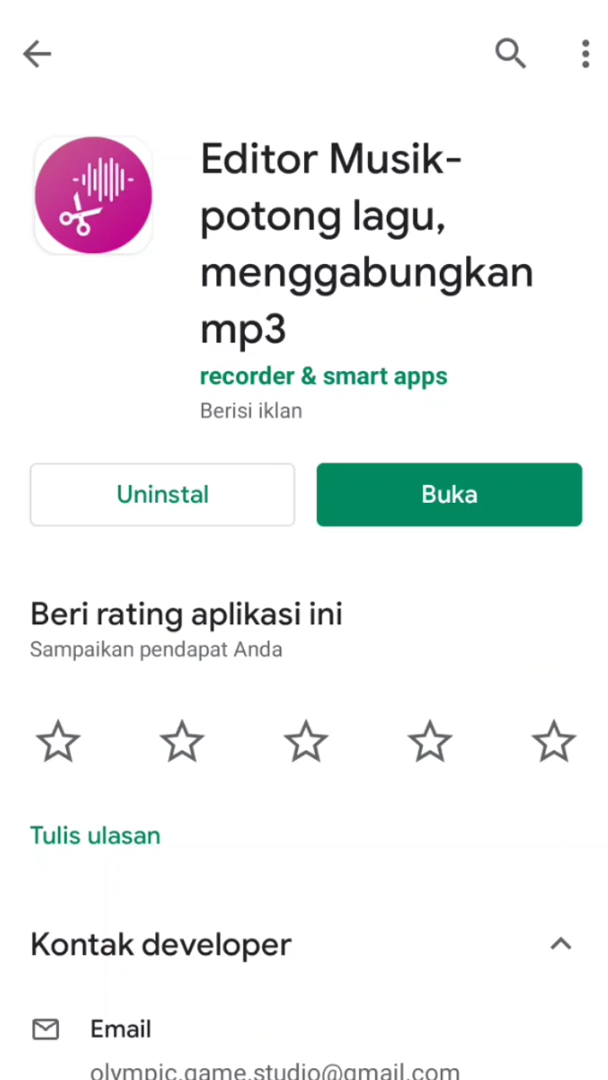 Editor Musik-
potong lagu,
menggabungkan
mp3
recorder & smart apps
Berisi iklan
Uninstal
Buka
Beri rating aplikasi ini
Sampaikan pendapat Anda
Tulis ulasan
Kontak developer
Email
olympic.game.studio@gmail.com